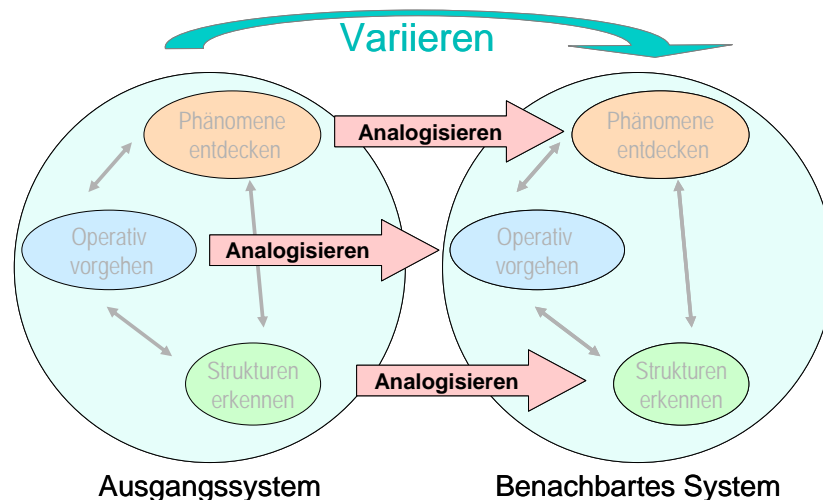 Variieren
Phänomene
entdecken
Analogisieren
Phänomene
entdecken
Operativ
vorgehen
Analogisieren
Operativ
vorgehen
Strukturen
erkennen
Analogisieren
Strukturen
erkennen
Ausgangssystem
Benachbartes System